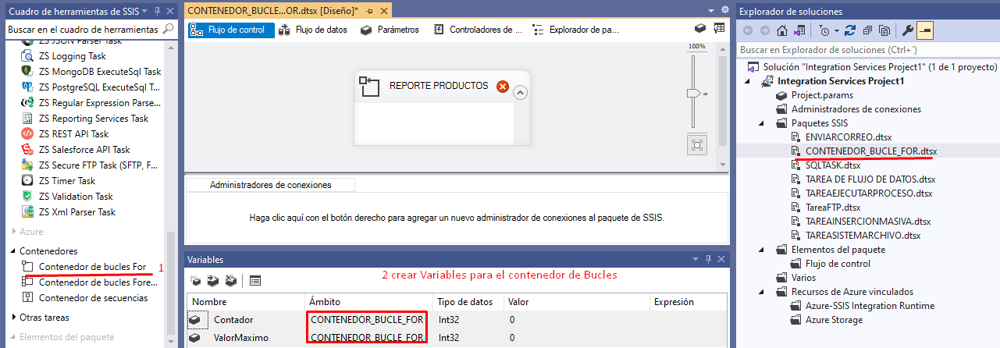 Cuadro de herramientas de SSIS
Buscar en el cuadro de herramientas
ZS JSON Parser Task
ZS Logging Task
ZS MongoDB ExecuteSql Task
ZS PostgreSQL ExecuteSql T...
ZS Regular Expression Parse...
ZS Reporting Services Task
ZS REST API Task
ZS Salesforce API Task
ZS Secure FTP Task (SFTP, F...
ZS Timer Task
ZS Validation Task
ZS Xml Parser Task
Azure
Contenedores
Contenedor de bucles For 1
Contenedor de bucles Fore...
Contenedor de secuencias
Otras tareas
Elementos del paquete
CONTENEDOR_BUCLE...OR.dtsx [Diseño]*
Flujo de control
Flujo de datos
Parámetros
Controladores de ...
Explorador de pa...
100%
REPORTE PRODUCTOS
Administradores de conexiones
Haga clic aquí con el botón derecho para agregar un nuevo administrador de conexiones al paquete de SSIS.
Variables
2 crear Variables para el contenedor de Bucles
Nombre Ámbito Tipo de datos Valor Expresión
Contador CONTENEDOR_BUCLE_FOR Int32 0
ValorMaximo CONTENEDOR_BUCLE_FOR Int32 0
Explorador de soluciones
Buscar en Explorador de soluciones (Ctrl+´)
Solución "Integration Services Project1" (1 de 1 proyecto)
Integration Services Project1
Project.params
Administradores de conexiones
Paquetes SSIS
ENVIARCORREO.dtsx
CONTENEDOR_BUCLE_FOR.dtsx
SQLTASK.dtsx
TAREA DE FLUJO DE DATOS.dtsx
TAREAEJECUTARPROCESO.dtsx
TareaFTP.dtsx
TAREAINSERCIONMASIVA.dtsx
TAREASISTEMARCHIVO.dtsx
Elementos del paquete
Flujo de control
Varios
Recursos de Azure vinculados
Azure-SSIS Integration Runtime
Azure Storage